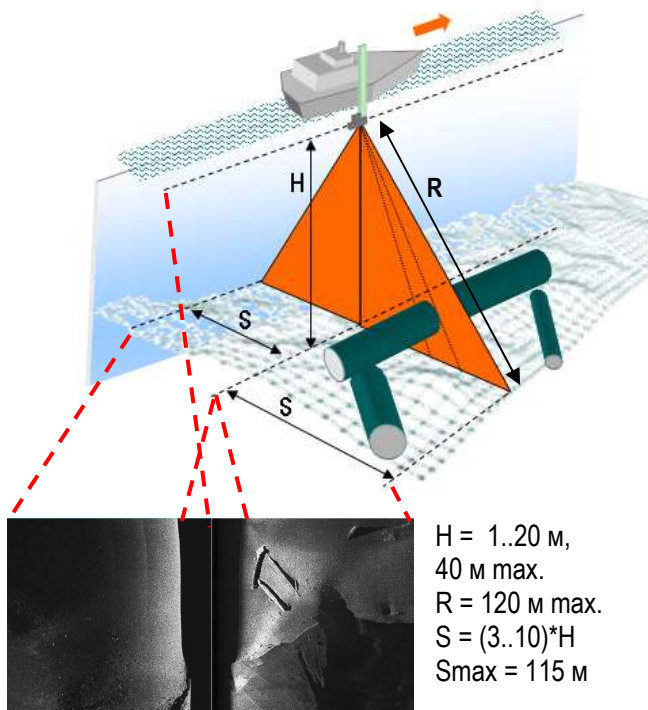 H
R
S
S
H = 1..20 м,
40 м max.
R = 120 м max.
S = (3..10)*H
Smax = 115 м